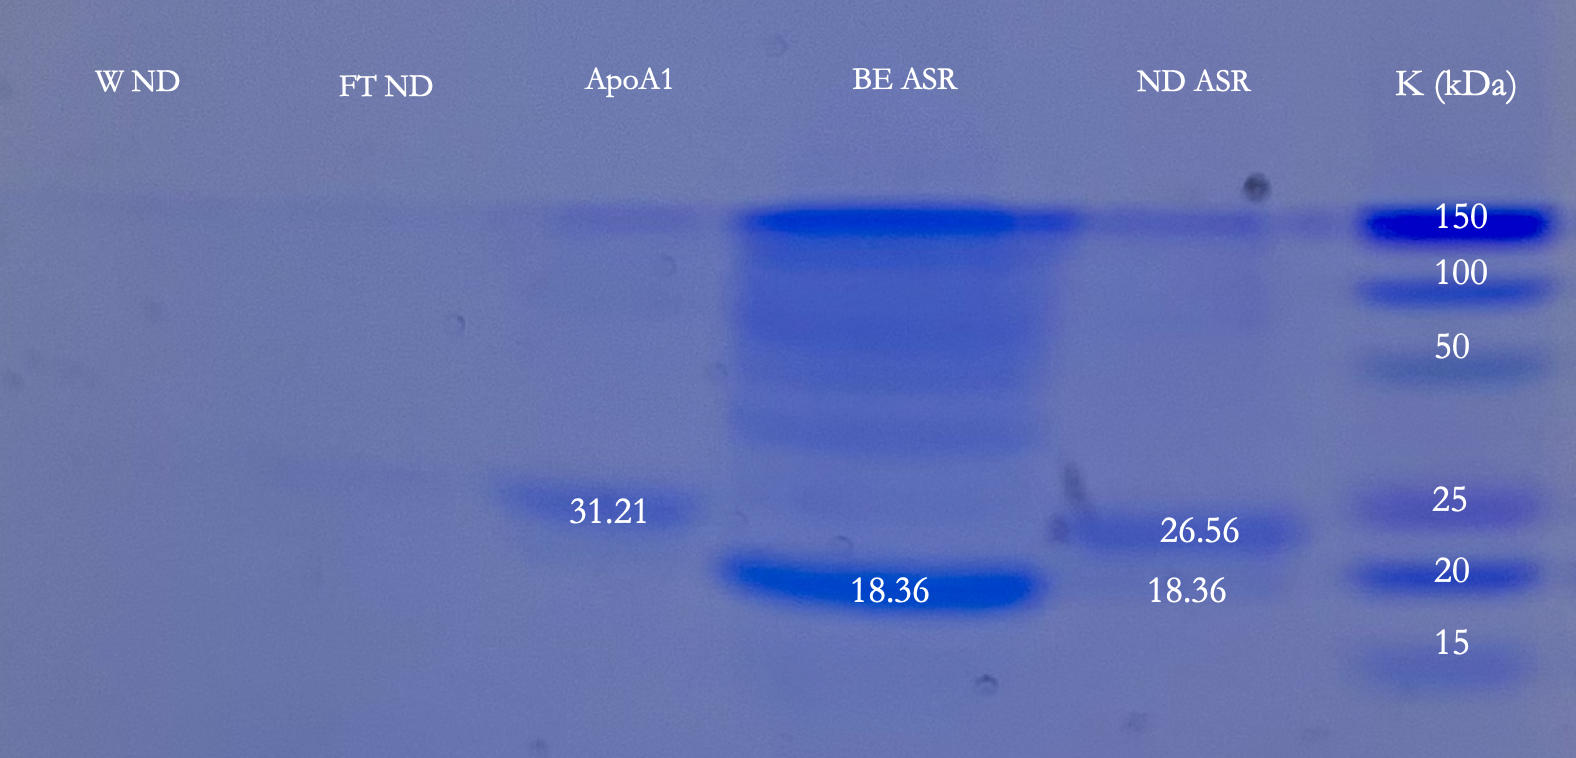 W ND
FT ND
ApoA1
BE ASR
ND ASR
K (kDa)
150
100
50
25
20
15
31.21
26.56
18.36
18.36